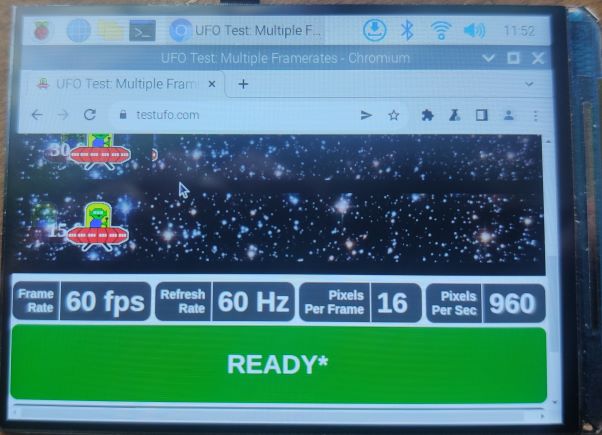 UFO Test: Multiple F...
11:52
UFO Test: Multiple Framerates - Chromium
UFO Test: Multiple Fram
testufo.com
30
15
Frame Rate
60 fps
Refresh Rate
60 Hz
Pixels Per Frame
16
Pixels Per Sec
960
READY*